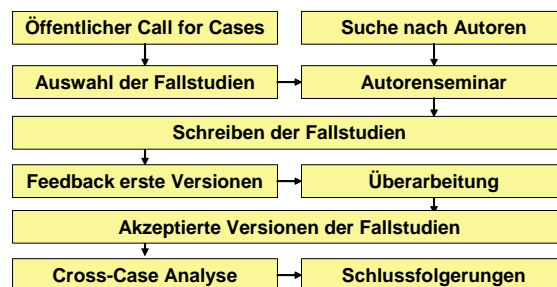 Öffentlicher Call for Cases
Suche nach Autoren
Auswahl der Fallstudien
Autorenseminar
Schreiben der Fallstudien
Feedback erste Versionen
Überarbeitung
Akzeptierte Versionen der Fallstudien
Cross-Case Analyse
Schlussfolgerungen